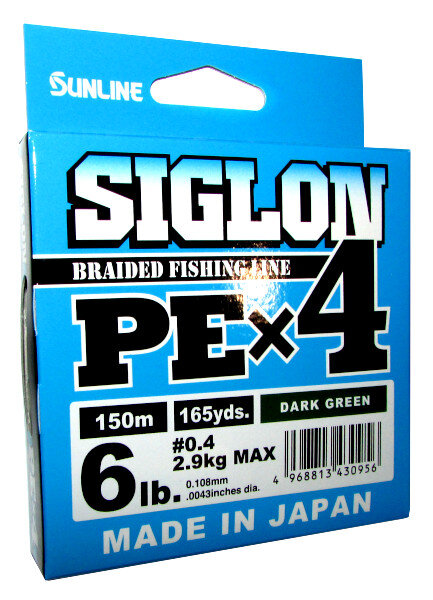 SUNLINE
SIGLON
BRAIDED FISHING LINE
PE×4
150m 165yds. DARK GREEN
6lb. #0.4
2.9kg MAX
0.108mm
.0043inches dia.
4 968813 430956
MADE IN JAPAN